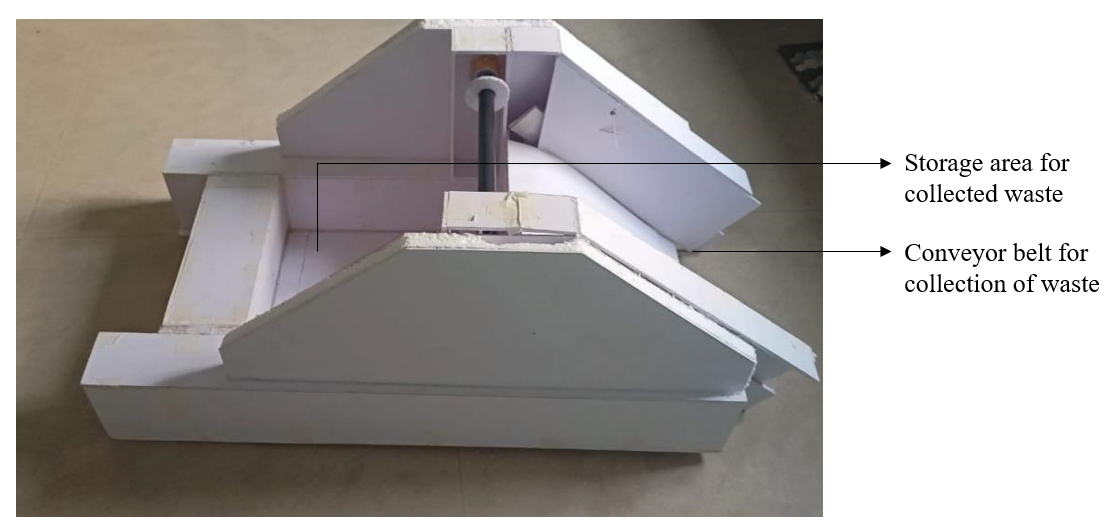 Storage area for
collected waste
Conveyor belt for
collection of waste